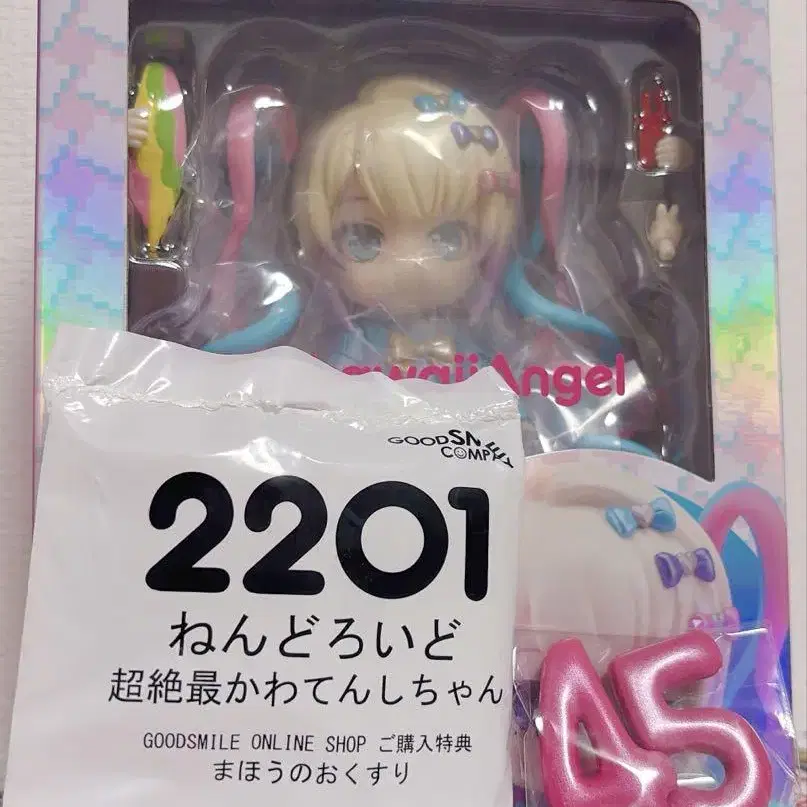 KawaiiAngel
GOODSMILE
COMPANY
2201
ねんどろいど
超絶最かわてんしちゃん
GOODSMILE ONLINE SHOP ご購入特典
まほうのおくすり
45